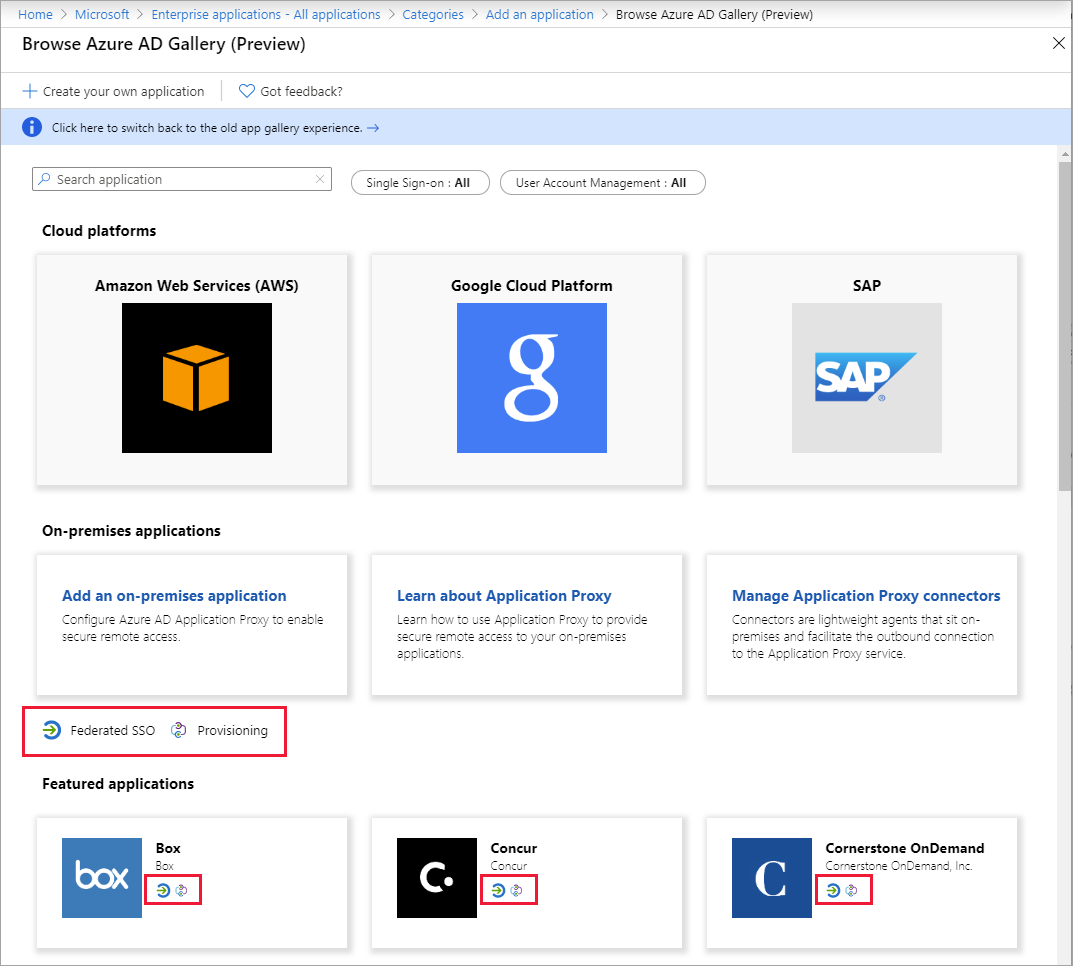 Home > Microsoft > Enterprise applications - All applications > Categories > Add an application > Browse Azure AD Gallery (Preview)
Browse Azure AD Gallery (Preview)
Create your own application
Got feedback?
Click here to switch back to the old app gallery experience. →
Search application
Single Sign-on : All
User Account Management : All
Cloud platforms
Amazon Web Services (AWS)
Google Cloud Platform
SAP
g
SAP®
On-premises applications
Add an on-premises application
Configure Azure AD Application Proxy to enable
secure remote access.
Learn about Application Proxy
Learn how to use Application Proxy to provide
secure remote access to your on-premises
applications.
Manage Application Proxy connectors
Connectors are lightweight agents that sit on-
premises and facilitate the outbound connection
to the Application Proxy service.
Federated SSO
Provisioning
Featured applications
box
Box
Box
C.
Concur
Concur
C
Cornerstone OnDemand
Cornerstone OnDemand, Inc.